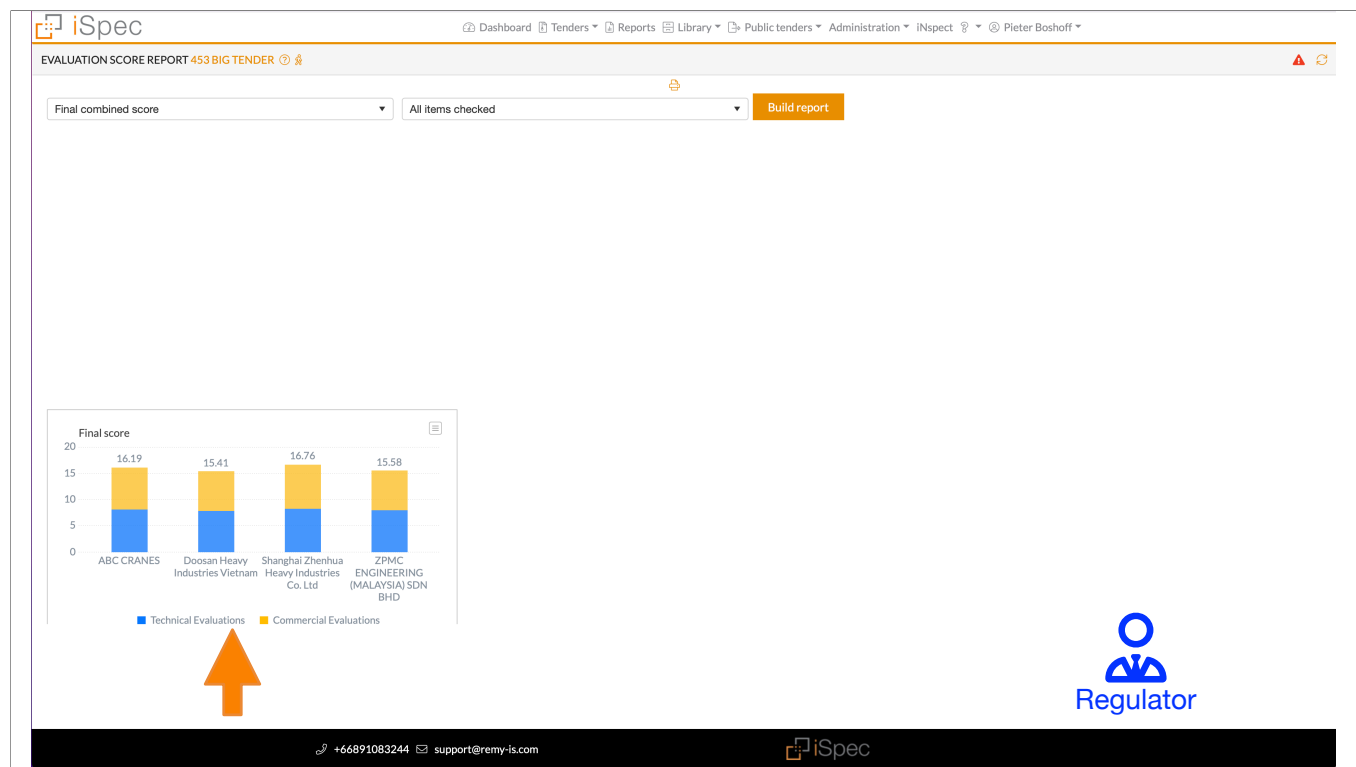 iSpec
Dashboard Tenders Reports Library Public tenders Administration iNspect Pieter Boshoff
EVALUATION SCORE REPORT 453 BIG TENDER
Final combined score
All items checked
Build report
Final score
20
15
10
5
0
16.19
15.41
16.76
15.58
ABC CRANES
Doosan Heavy
Industries Vietnam
Shanghai Zhenhua
Heavy Industries
Co. Ltd
ZPMC
ENGINEERING
(MALAYSIA) SDN
BHD
Technical Evaluations
Commercial Evaluations
Regulator
+66891083244 support@remy-is.com
iSpec